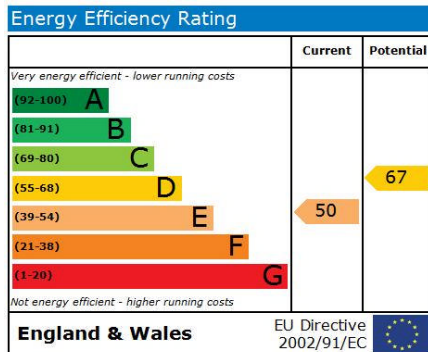 Energy Efficiency Rating
Current Potential
Very energy efficient - lower running costs
(92-100) A
(81-91) B
(69-80) C
(55-68) D
67
(39-54) E
50
(21-38) F
(1-20) G
Not energy efficient - higher running costs
England & Wales
EU Directive
2002/91/EC